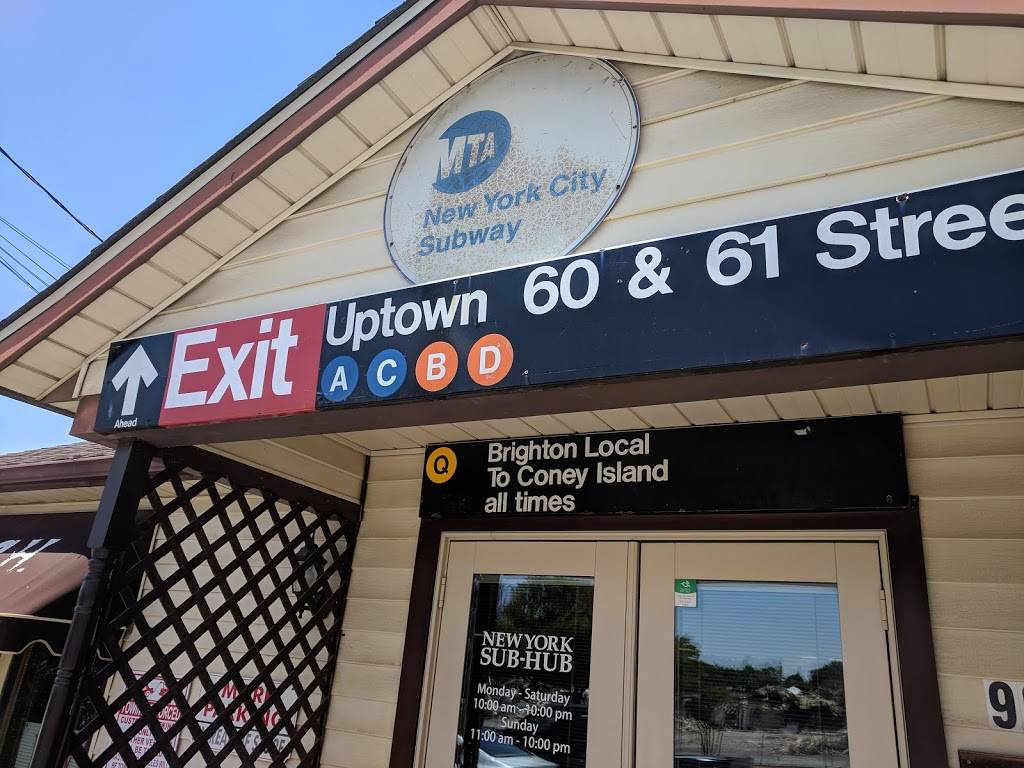 MTA
New York City
Subway
Ahead
Exit
Uptown 60 & 61 Stree
A C B D
Q
Brighton Local
To Coney Island
all times
NEW YORK
SUB-HUB
Monday - Saturday
10:00 am - 10:00 pm
Sunday
11:00 am - 10:00 pm
9